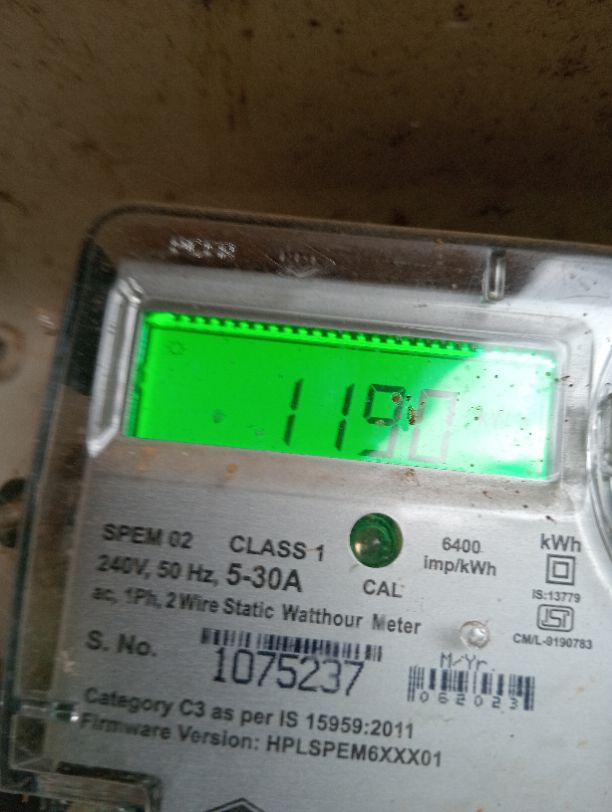 1190
SPEM 02 CLASS 1
6400 imp/kWh
kWh
240V, 50 Hz, 5-30A
CAL
IS:13779
ac, 1Ph, 2 Wire Static Watthour Meter
CM/L-9190783
S. No. 1075237
M/Yr.
062023
Category C3 as per IS 15959:2011
Firmware Version: HPLSPEM6XXX01